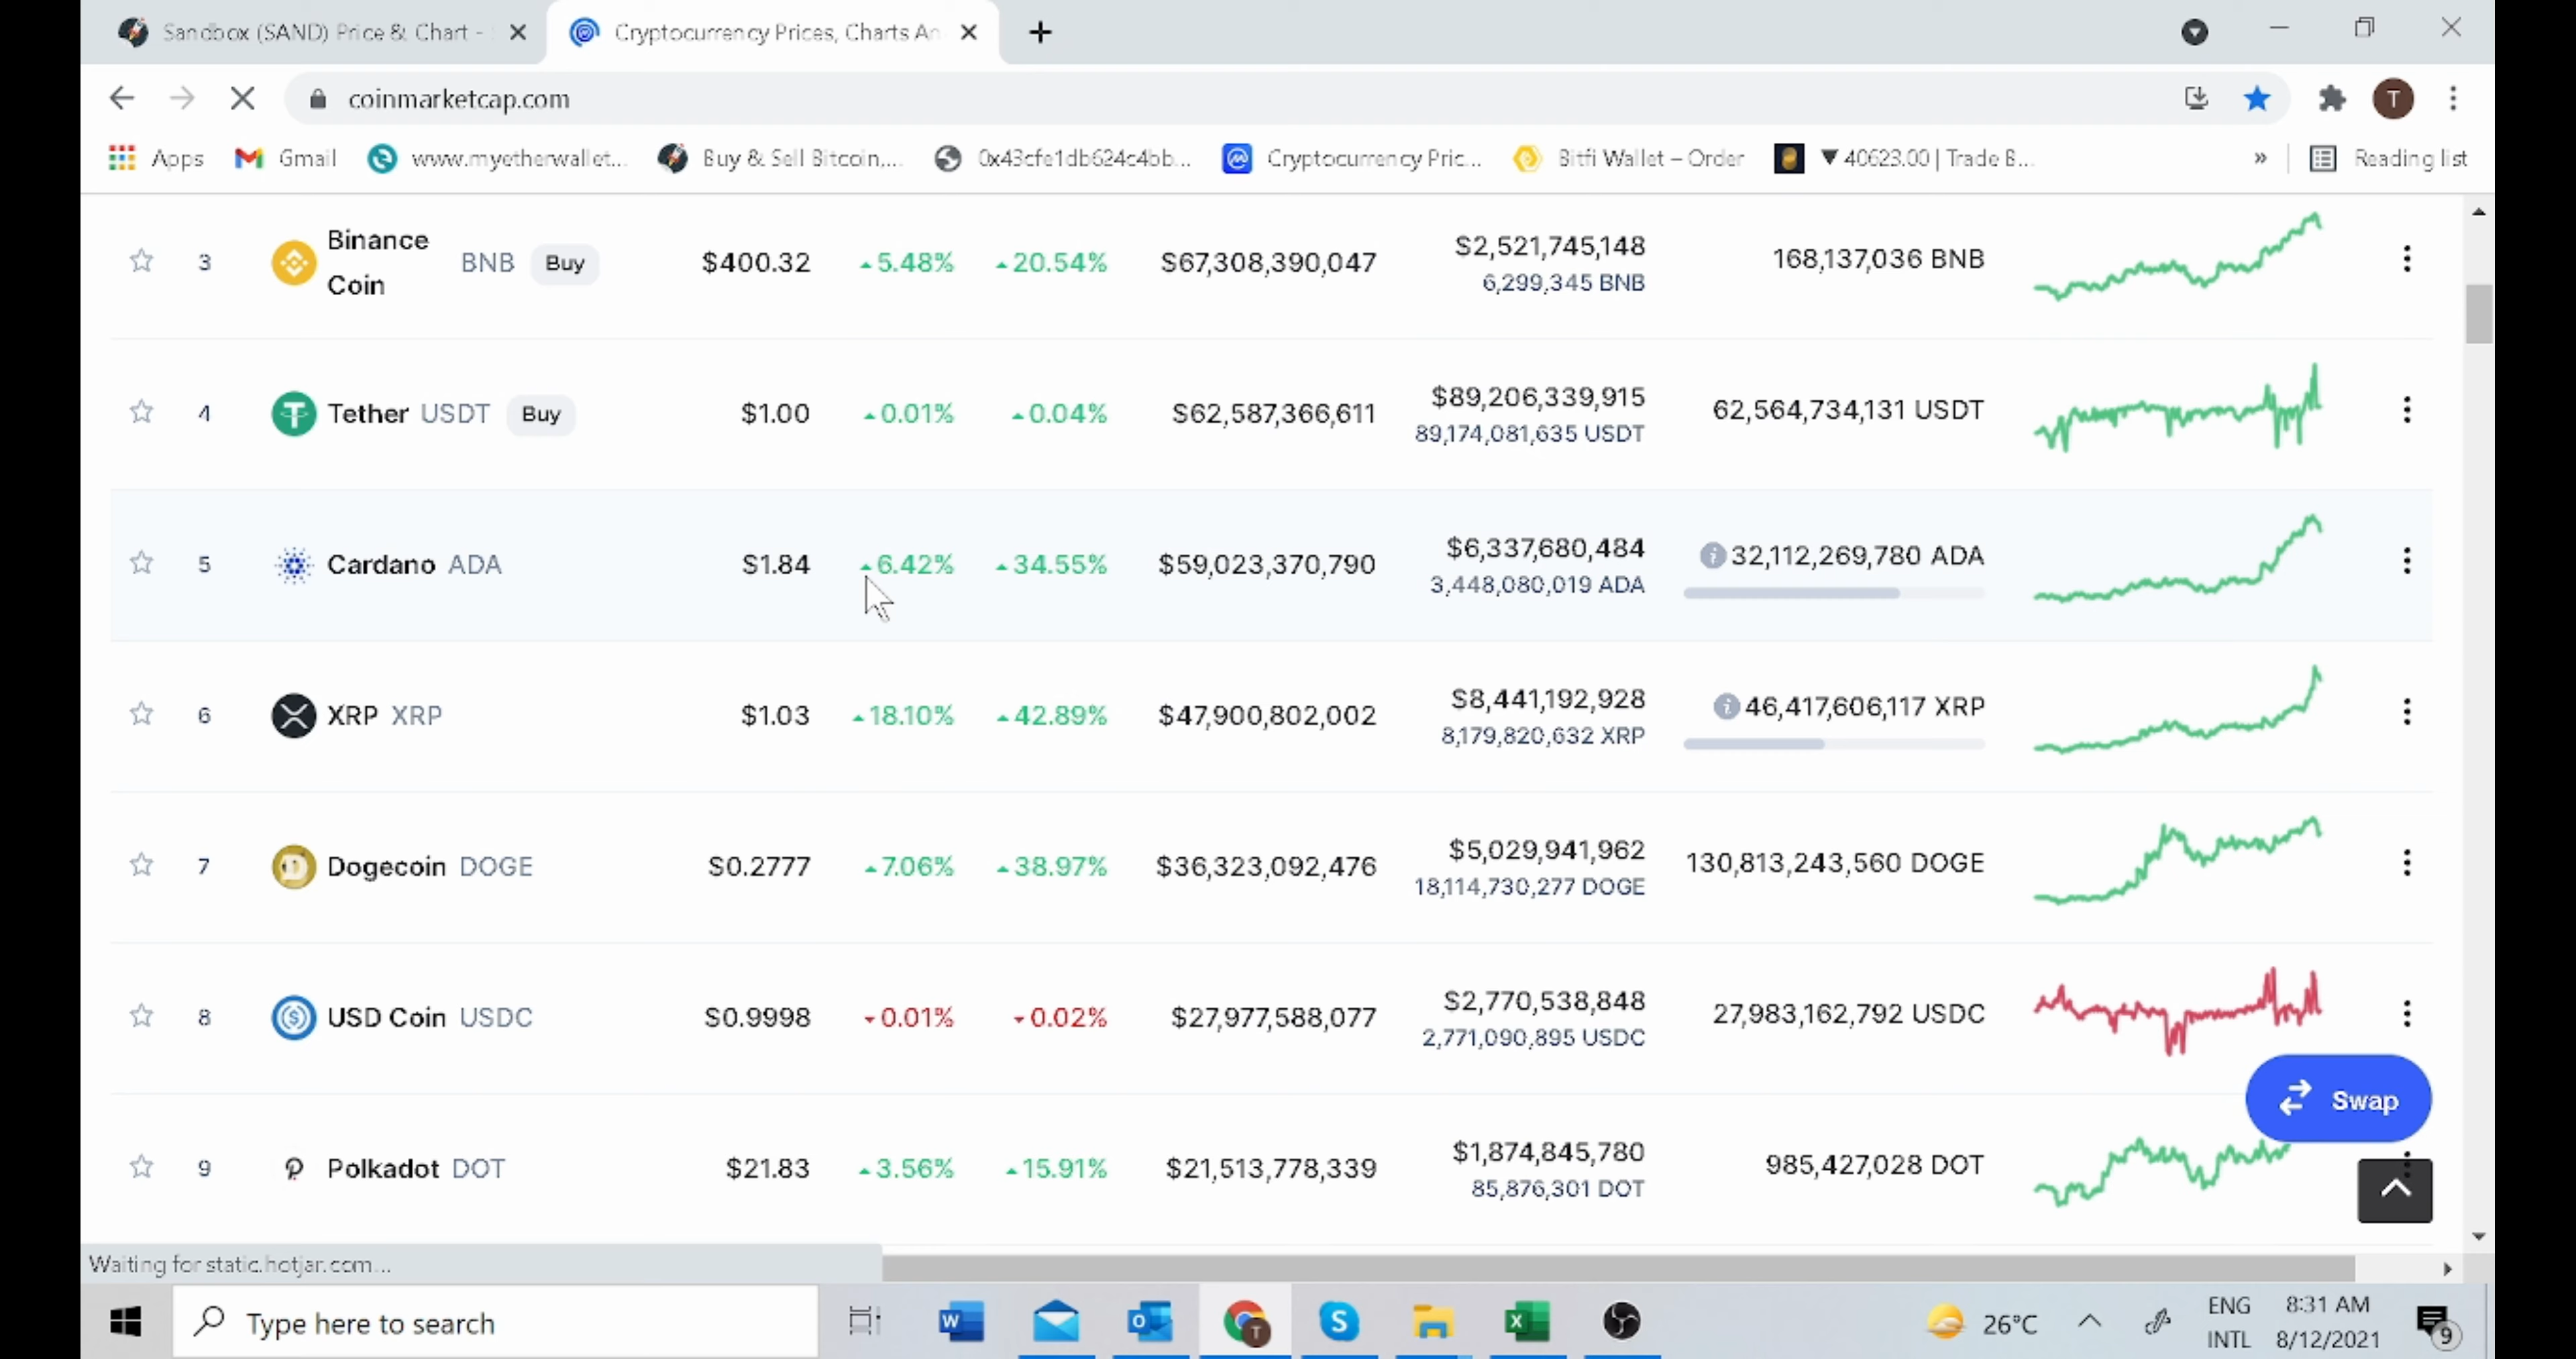 Sandbox (SAND) Price & Chart -
Cryptocurrency Prices, Charts An
coinmarketcap.com
T
Apps
Gmail
www.myetherwallet...
Buy & Sell Bitcoin,...
0x43cfe1db624c4bb...
Cryptocurrency Pric...
Bitfi Wallet – Order
▼ 40623.00 | Trade B...
»
Reading list
3 Binance Coin BNB Buy $400.32 5.48% 20.54% $67,308,390,047 $2,521,745,148 168,137,036 BNB
6,299,345 BNB
4 Tether USDT Buy $1.00 0.01% 0.04% $62,587,366,611 $89,206,339,915 62,564,734,131 USDT
89,174,081,635 USDT
5 Cardano ADA $1.84 6.42% 34.55% $59,023,370,790 $6,337,680,484 32,112,269,780 ADA
3,448,080,019 ADA
6 XRP XRP $1.03 18.10% 42.89% $47,900,802,002 $8,441,192,928 46,417,606,117 XRP
8,179,820,632 XRP
7 Dogecoin DOGE $0.2777 7.06% 38.97% $36,323,092,476 $5,029,941,962 130,813,243,560 DOGE
18,114,730,277 DOGE
8 USD Coin USDC $0.9998 0.01% 0.02% $27,977,588,077 $2,770,538,848 27,983,162,792 USDC
2,771,090,895 USDC
Swap
9 Polkadot DOT $21.83 3.56% 15.91% $21,513,778,339 $1,874,845,780 985,427,028 DOT
85,876,301 DOT
Waiting for static.hotjar.com...
Type here to search
26°C
ENG
INTL
8:31 AM
8/12/2021
9